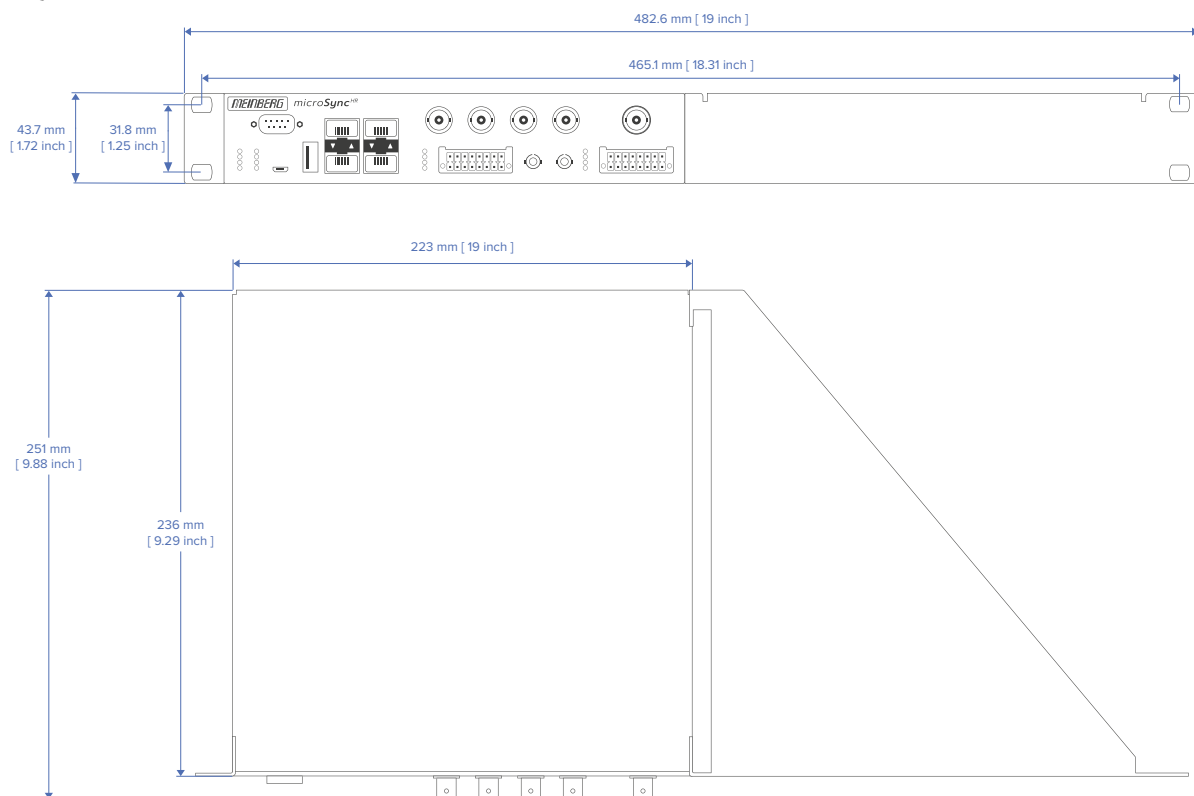 482.6 mm [ 19 inch ]
465.1 mm [ 18.31 inch ]
MEINBERG microSync HR
43.7 mm
[ 1.72 inch ]
31.8 mm
[ 1.25 inch ]
223 mm [ 19 inch ]
251 mm
[ 9.88 inch ]
236 mm
[ 9.29 inch ]